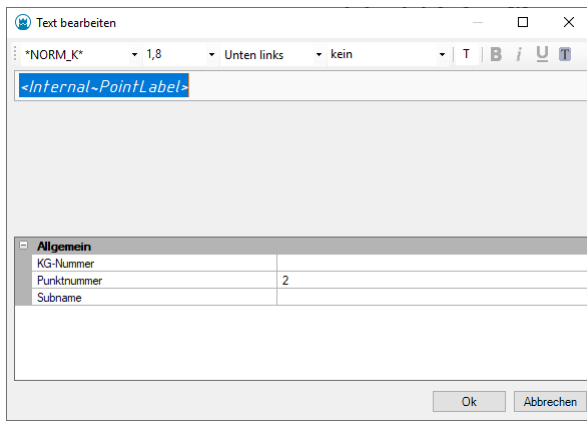 Text bearbeiten
*NORM_K* 1,8 Unten links kein T B i U T
<Internal~PointLabel>
Allgemein
KG-Nummer
Punktnummer 2
Subname
Ok Abbrechen